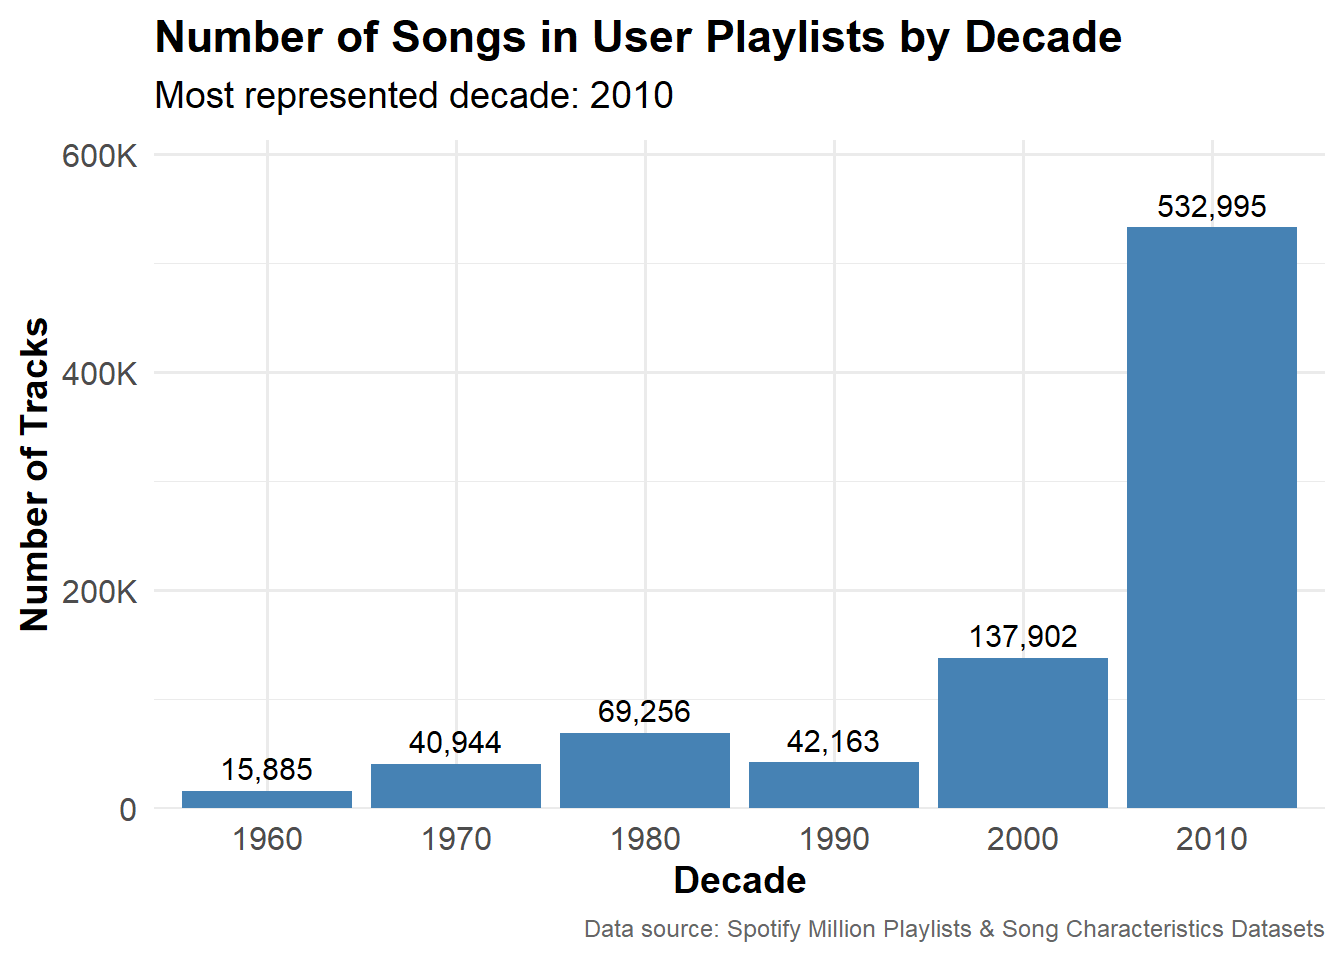 Number of Songs in User Playlists by Decade
Most represented decade: 2010
600K
400K
200K
0
Number of Tracks
15,885
40,944
69,256
42,163
137,902
532,995
1960 1970 1980 1990 2000 2010
Decade
Data source: Spotify Million Playlists & Song Characteristics Datasets